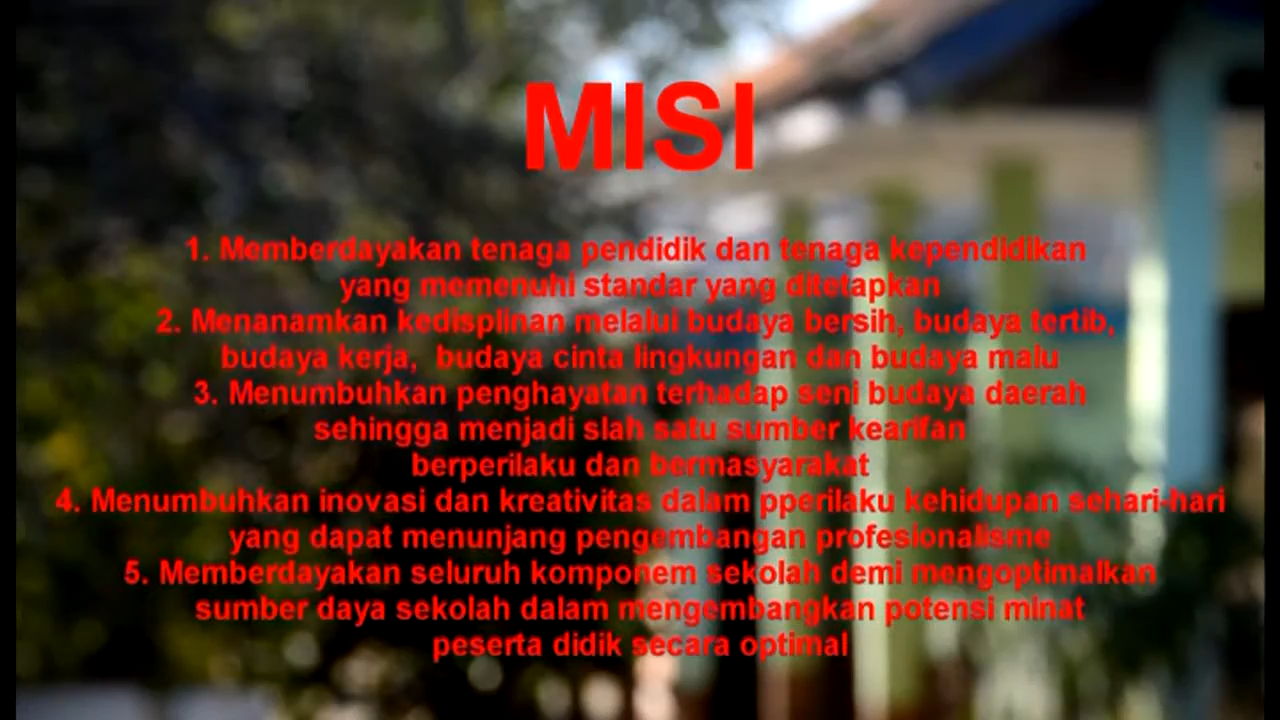 MISI
1. Memberdayakan tenaga pendidik dan tenaga kependidikan
yang memenuhi standar yang ditetapkan
2. Menanamkan kedisplinan melalui budaya bersih, budaya tertib,
budaya kerja,  budaya cinta lingkungan dan budaya malu
3. Menumbuhkan penghayatan terhadap seni budaya daerah
sehingga menjadi slah satu sumber kearifan
berperilaku dan bermasyarakat
4. Menumbuhkan inovasi dan kreativitas dalam pperilaku kehidupan sehari-hari
yang dapat menunjang pengembangan profesionalisme
5. Memberdayakan seluruh komponem sekolah demi mengoptimalkan
sumber daya sekolah dalam mengembangkan potensi minat
peserta didik secara optimal